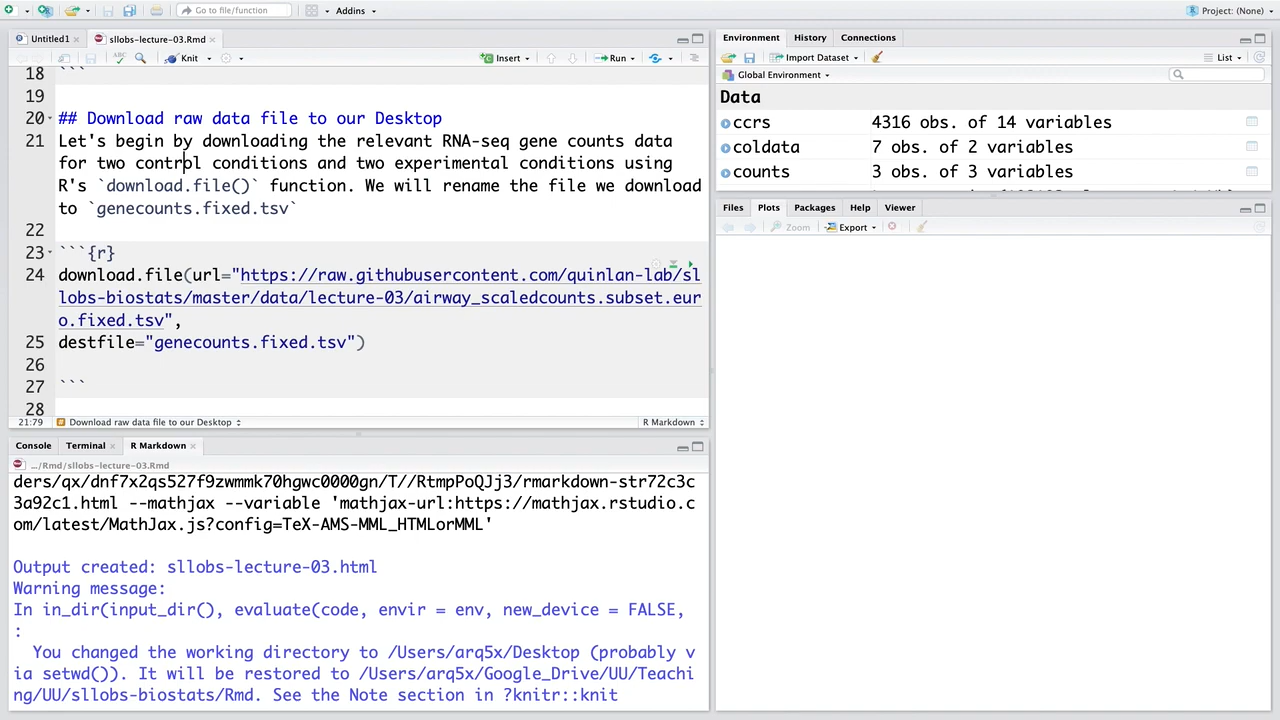 Go to file/function
Addins
Project: (None)
Untitled1
sllobs-lecture-03.Rmd
Knit
Insert
Run
18 ```
19
20 ## Download raw data file to our Desktop
21 Let's begin by downloading the relevant RNA-seq gene counts data
for two control conditions and two experimental conditions using
R's `download.file()` function. We will rename the file we download
to `genecounts.fixed.tsv`
22
23 ```{r}
24 download.file(url="https://raw.githubusercontent.com/quinlan-lab/sl
lobs-biostats/master/data/lecture-03/airway_scaledcounts.subset.eur
o.fixed.tsv",
25 destfile="genecounts.fixed.tsv")
26
27 ```
28
21:79 Download raw data file to our Desktop
R Markdown
Console Terminal R Markdown
.../Rmd/sllobs-lecture-03.Rmd
ders/qx/dnf7x2qs527f9zwmmk70hgwc0000gn/T//RtmpPoQJj3/rmarkdown-str72c3c
3a92c1.html --mathjax --variable 'mathjax-url:https://mathjax.rstudio.c
om/latest/MathJax.js?config=TeX-AMS-MML_HTMLorMML'
Output created: sllobs-lecture-03.html
Warning message:
In in_dir(input_dir(), evaluate(code, envir = env, new_device = FALSE,
:
You changed the working directory to /Users/arq5x/Desktop (probably v
ia setwd()). It will be restored to /Users/arq5x/Google_Drive/UU/Teachi
ng/UU/sllobs-biostats/Rmd. See the Note section in ?knitr::knit
Environment History Connections
Import Dataset
List
Global Environment
Data
ccrs 4316 obs. of 14 variables
coldata 7 obs. of 2 variables
counts 3 obs. of 3 variables
Files Plots Packages Help Viewer
Zoom
Export